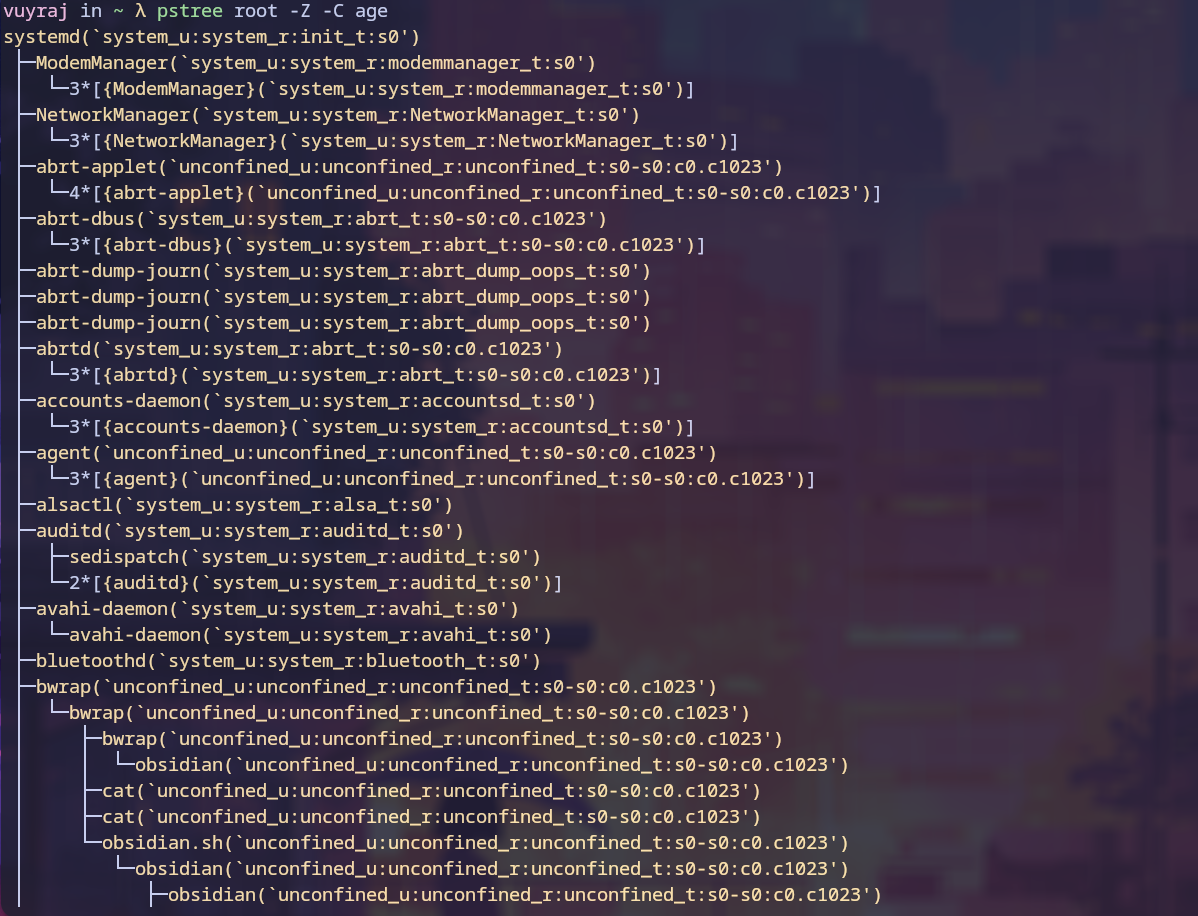 vuyraj in ~ λ pstree root -Z -C age
systemd(`system_u:system_r:init_t:s0')
├─ModemManager(`system_u:system_r:modemmanager_t:s0')
│  └─3*[{ModemManager}(`system_u:system_r:modemmanager_t:s0')]
├─NetworkManager(`system_u:system_r:NetworkManager_t:s0')
│  └─3*[{NetworkManager}(`system_u:system_r:NetworkManager_t:s0')]
├─abrt-applet(`unconfined_u:unconfined_r:unconfined_t:s0-s0:c0.c1023')
│  └─4*[{abrt-applet}(`unconfined_u:unconfined_r:unconfined_t:s0-s0:c0.c1023')]
├─abrt-dbus(`system_u:system_r:abrt_t:s0-s0:c0.c1023')
│  └─3*[{abrt-dbus}(`system_u:system_r:abrt_t:s0-s0:c0.c1023')]
├─abrt-dump-journ(`system_u:system_r:abrt_dump_oops_t:s0')
├─abrt-dump-journ(`system_u:system_r:abrt_dump_oops_t:s0')
├─abrt-dump-journ(`system_u:system_r:abrt_dump_oops_t:s0')
├─abrtd(`system_u:system_r:abrt_t:s0-s0:c0.c1023')
│  └─3*[{abrtd}(`system_u:system_r:abrt_t:s0-s0:c0.c1023')]
├─accounts-daemon(`system_u:system_r:accountsd_t:s0')
│  └─3*[{accounts-daemon}(`system_u:system_r:accountsd_t:s0')]
├─agent(`unconfined_u:unconfined_r:unconfined_t:s0-s0:c0.c1023')
│  └─3*[{agent}(`unconfined_u:unconfined_r:unconfined_t:s0-s0:c0.c1023')]
├─alsactl(`system_u:system_r:alsa_t:s0')
├─auditd(`system_u:system_r:auditd_t:s0')
│  ├─sedispatch(`system_u:system_r:auditd_t:s0')
│  └─2*[{auditd}(`system_u:system_r:auditd_t:s0')]
├─avahi-daemon(`system_u:system_r:avahi_t:s0')
│  └─avahi-daemon(`system_u:system_r:avahi_t:s0')
├─bluetoothd(`system_u:system_r:bluetooth_t:s0')
├─bwrap(`unconfined_u:unconfined_r:unconfined_t:s0-s0:c0.c1023')
│  └─bwrap(`unconfined_u:unconfined_r:unconfined_t:s0-s0:c0.c1023')
│     ├─bwrap(`unconfined_u:unconfined_r:unconfined_t:s0-s0:c0.c1023')
│     │  └─obsidian(`unconfined_u:unconfined_r:unconfined_t:s0-s0:c0.c1023')
│     ├─cat(`unconfined_u:unconfined_r:unconfined_t:s0-s0:c0.c1023')
│     ├─cat(`unconfined_u:unconfined_r:unconfined_t:s0-s0:c0.c1023')
│     └─obsidian.sh(`unconfined_u:unconfined_r:unconfined_t:s0-s0:c0.c1023')
│        └─obsidian(`unconfined_u:unconfined_r:unconfined_t:s0-s0:c0.c1023')
│           ├─obsidian(`unconfined_u:unconfined_r:unconfined_t:s0-s0:c0.c1023')